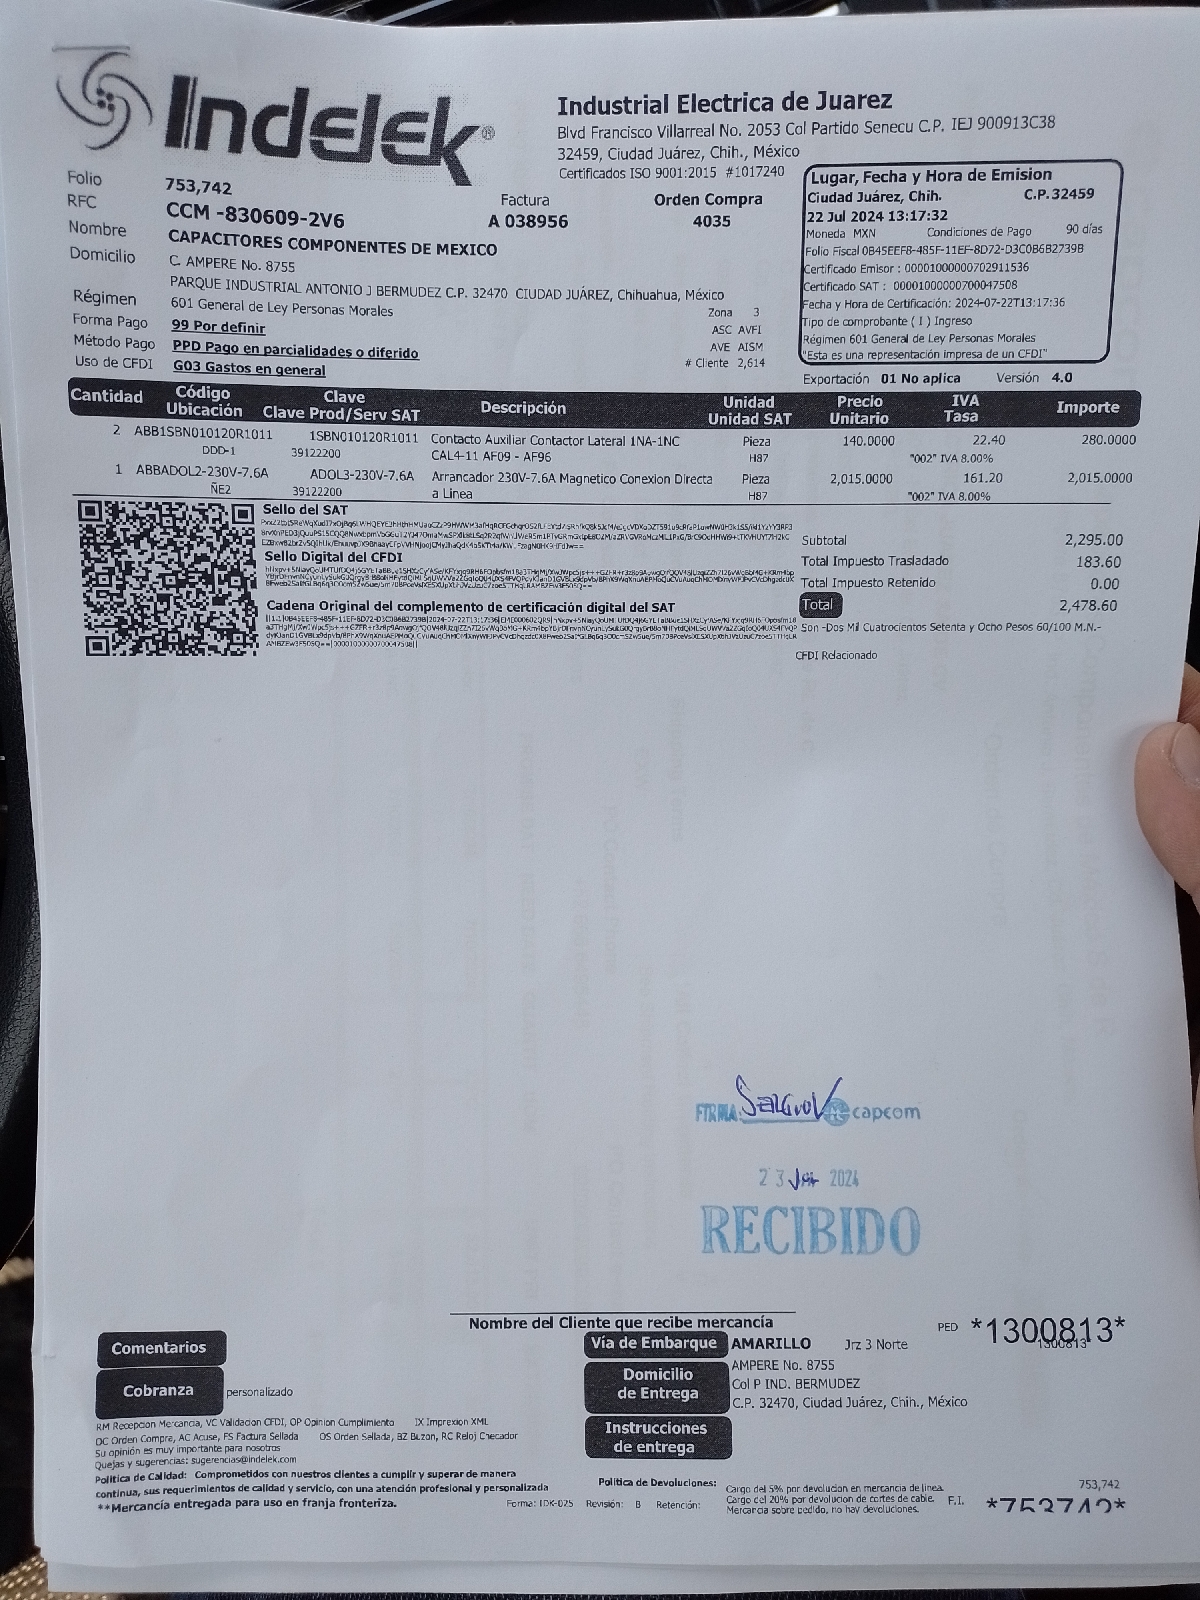 Indelek®
Industrial Electrica de Juarez
Blvd Francisco Villarreal No. 2053 Col Partido Senecu C.P. IEJ 900913C38
32459, Ciudad Juárez, Chih., México
Certificados ISO 9001:2015 #1017240
Folio 753,742
RFC CCM -830609-2V6
Factura
A 038956
Orden Compra
4035
Nombre CAPACITORES COMPONENTES DE MEXICO
Domicilio C. AMPERE No. 8755
PARQUE INDUSTRIAL ANTONIO J BERMUDEZ C.P. 32470 CIUDAD JUÁREZ, Chihuahua, México
Régimen 601 General de Ley Personas Morales
Forma Pago 99 Por definir
Método Pago PPD Pago en parcialidades o diferido
Uso de CFDI G03 Gastos en general
Zona 3
ASC AVFI
AVE AISM
# Cliente 2,614
Lugar, Fecha y Hora de Emision
Ciudad Juárez, Chih. C.P.32459
22 Jul 2024 13:17:32
Moneda MXN Condiciones de Pago 90 días
Folio Fiscal 0B45EEF8-485F-11EF-8D72-D3C0B6B2739B
Certificado Emisor : 00001000000702911536
Certificado SAT : 00001000000700047508
Fecha y Hora de Certificación: 2024-07-22T13:17:36
Tipo de comprobante ( I ) Ingreso
Régimen 601 General de Ley Personas Morales
"Esta es una representación impresa de un CFDI"
Exportación 01 No aplica Versión 4.0
Cantidad Código Ubicación Clave Clave Prod/Serv SAT Descripción Unidad Unidad SAT Precio Unitario IVA Tasa Importe
2 ABB1SBN010120R1011 1SBN010120R1011 Contacto Auxiliar Contactor Lateral 1NA-1NC Pieza 140.0000 22.40 280.0000
DDD-1 39122200 CAL4-11 AF09 - AF96 H87 "002" IVA 8.00%
1 ABBADOL2-230V-7.6A ADOL3-230V-7.6A Arrancador 230V-7.6A Magnetico Conexion Directa Pieza 2,015.0000 161.20 2,015.0000
ÑE2 39122200 a Linea H87 "002" IVA 8.00%
Sello del SAT
Sello Digital del CFDI
Cadena Original del complemento de certificación digital del SAT
Subtotal 2,295.00
Total Impuesto Trasladado 183.60
Total Impuesto Retenido 0.00
Total 2,478.60
Son -Dos Mil Cuatrocientos Setenta y Ocho Pesos 60/100 M.N.-
CFDI Relacionado
FIRMA: capcom
23 2024
RECIBIDO
Nombre del Cliente que recibe mercancía
PED *1300813*
1300813
Comentarios
Cobranza personalizado
Vía de Embarque AMARILLO Jrz 3 Norte
Domicilio de Entrega AMPERE No. 8755
Col P IND. BERMUDEZ
C.P. 32470, Ciudad Juárez, Chih., México
Instrucciones de entrega
RM Recepcion Mercancia, VC Validacion CFDI, OP Opinion Cumplimiento IX Imprexion XML
OC Orden Compra, AC Acuse, FS Factura Sellada OS Orden Sellada, BZ Buzon, RC Reloj Checador
Su opinión es muy importante para nosotros
Quejas y sugerencias: sugerencias@indelek.com
Politica de Calidad: Comprometidos con nuestros clientes a cumplir y superar de manera
continua, sus requerimientos de calidad y servicio, con una atención profesional y personalizada
**Mercancía entregada para uso en franja fronteriza.
Forma: IDK-025 Revisión: B Retención:
Politica de Devoluciones: Cargo del 5% por devolucion en mercancia de linea.
Cargo del 20% por devolucion de cortes de cable.
Mercancia sobre pedido, no hay devoluciones.
753,742
F.I. *753742*